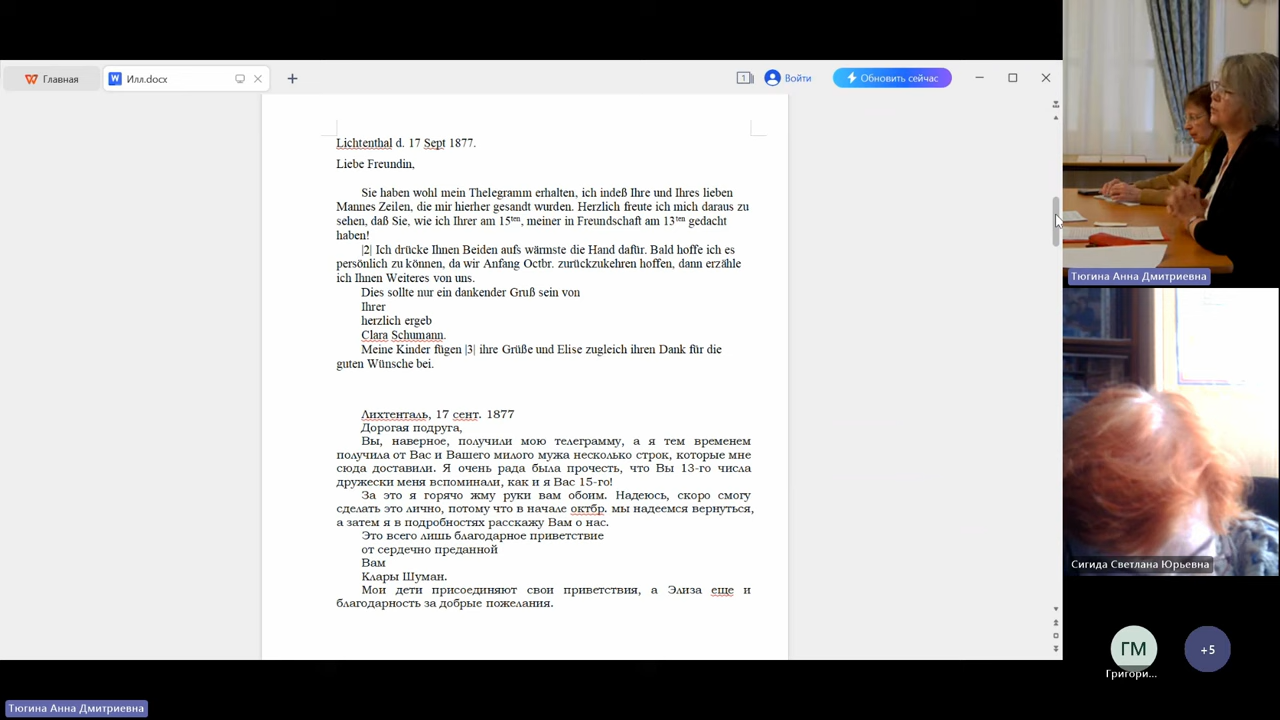 Главная
Илл.docx
1
Войти
Обновить сейчас
Lichtenthal d. 17 Sept 1877.
Liebe Freundin,
Sie haben wohl mein Thelegramm erhalten, ich indeß Ihre und Ihres lieben
Mannes Zeilen, die mir hierher gesandt wurden. Herzlich freute ich mich daraus zu
sehen, daß Sie, wie ich Ihrer am 15ten, meiner in Freundschaft am 13ten gedacht
haben!
|2| Ich drücke Ihnen Beiden aufs wärmste die Hand dafür. Bald hoffe ich es
persönlich zu können, da wir Anfang Octbr. zurückzukehren hoffen, dann erzähle
ich Ihnen Weiteres von uns.
Dies sollte nur ein dankender Gruß sein von
Ihrer
herzlich ergeb
Clara Schumann.
Meine Kinder fügen |3| ihre Grüße und Elise zugleich ihren Dank für die
guten Wünsche bei.
Лихтенталь, 17 сент. 1877
Дорогая подруга,
Вы, наверное, получили мою телеграмму, а я тем временем
получила от Вас и Вашего милого мужа несколько строк, которые мне
сюда доставили. Я очень рада была прочесть, что Вы 13-го числа
дружески меня вспоминали, как и я Вас 15-го!
За это я горячо жму руки вам обоим. Надеюсь, скоро смогу
сделать это лично, потому что в начале октбр. мы надеемся вернуться,
а затем я в подробностях расскажу Вам о нас.
Это всего лишь благодарное приветствие
от сердечно преданной
Вам
Клары Шуман.
Мои дети присоединяют свои приветствия, а Элиза еще и
благодарность за добрые пожелания.
Тюгина Анна Дмитриевна
Сигида Светлана Юрьевна
ГМ
+5
Григори...
Тюгина Анна Дмитриевна